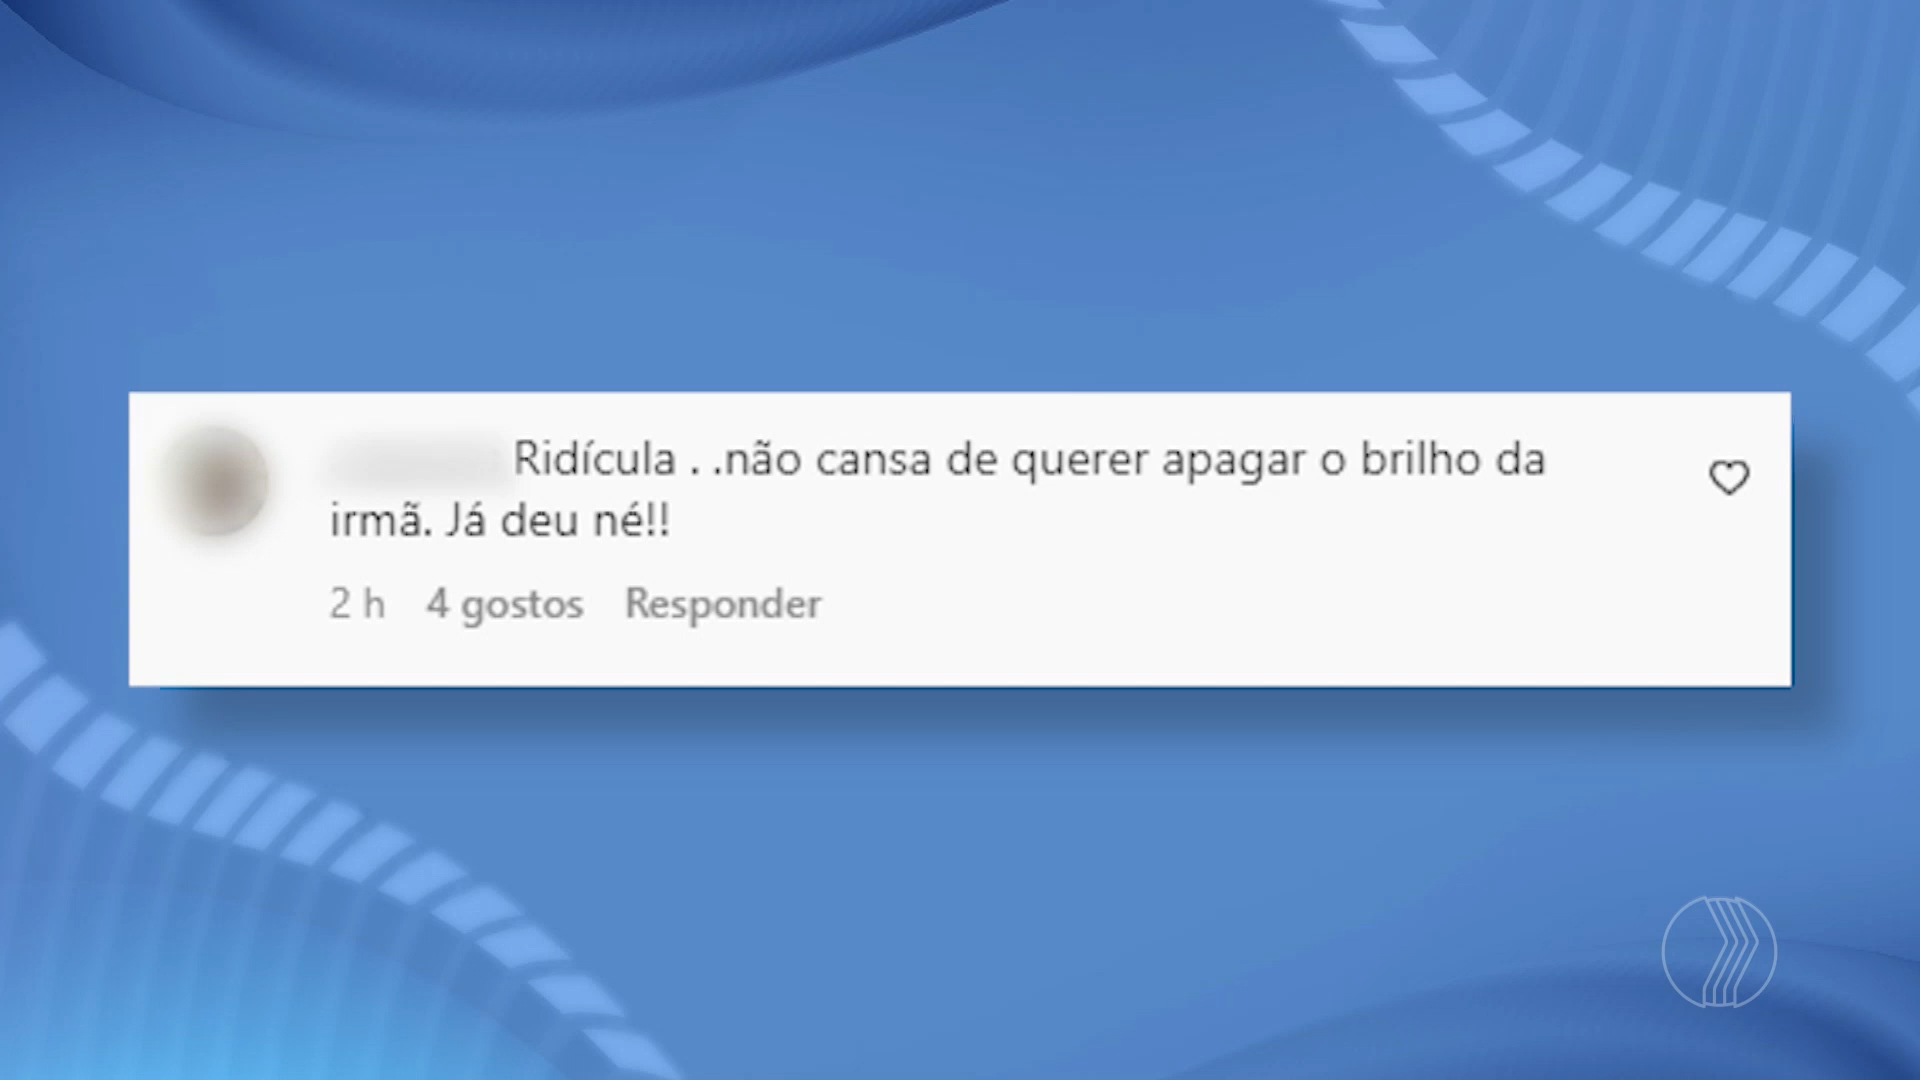 Ridícula . .não cansa de querer apagar o brilho da
irmã. Já deu né!!
2 h 4 gostos Responder